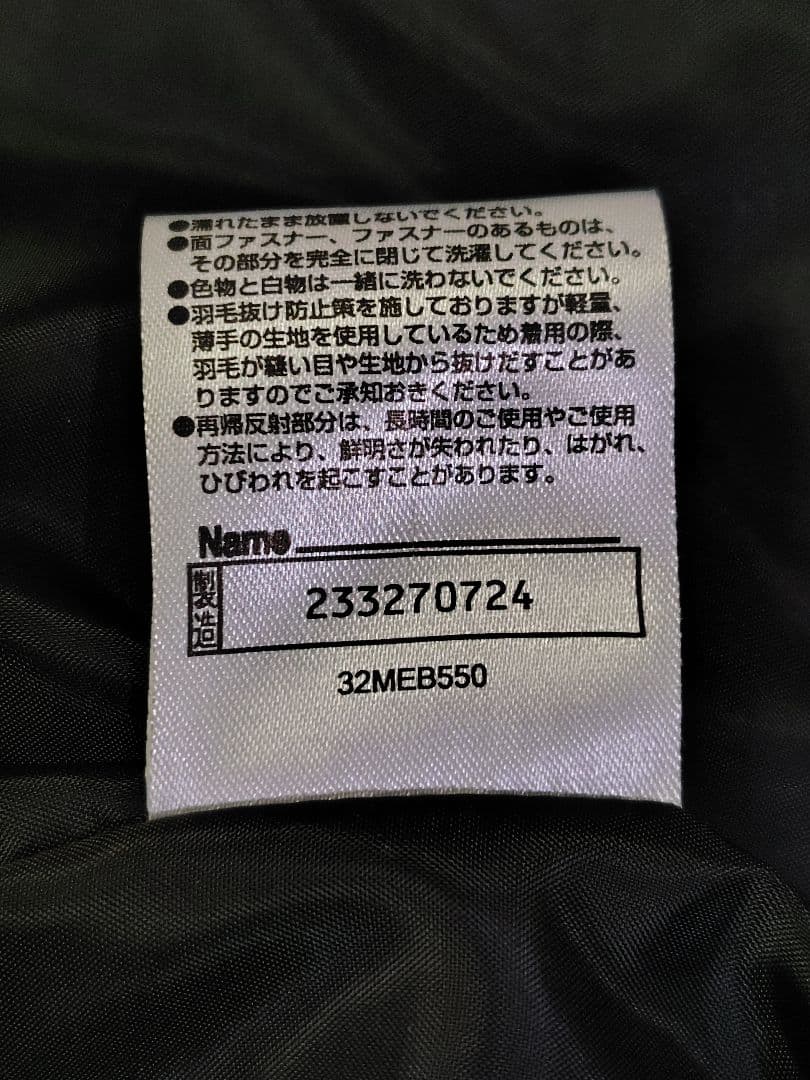 ●濡れたまま放置しないでください。
●面ファスナー、ファスナーのあるものは、
その部分を完全に閉じて洗濯してください。
●色物と白物は一緒に洗わないでください。
●羽毛抜け防止策を施しておりますが軽量、
薄手の生地を使用しているため着用の際、
羽毛が縫い目や生地から抜けだすことがあ
りますのでご承知おきください。
●再帰反射部分は、長時間のご使用やご使用
方法により、鮮明さが失われたり、はがれ、
ひびわれを起こすことがあります。
Name
製造 233270724
32MEB550